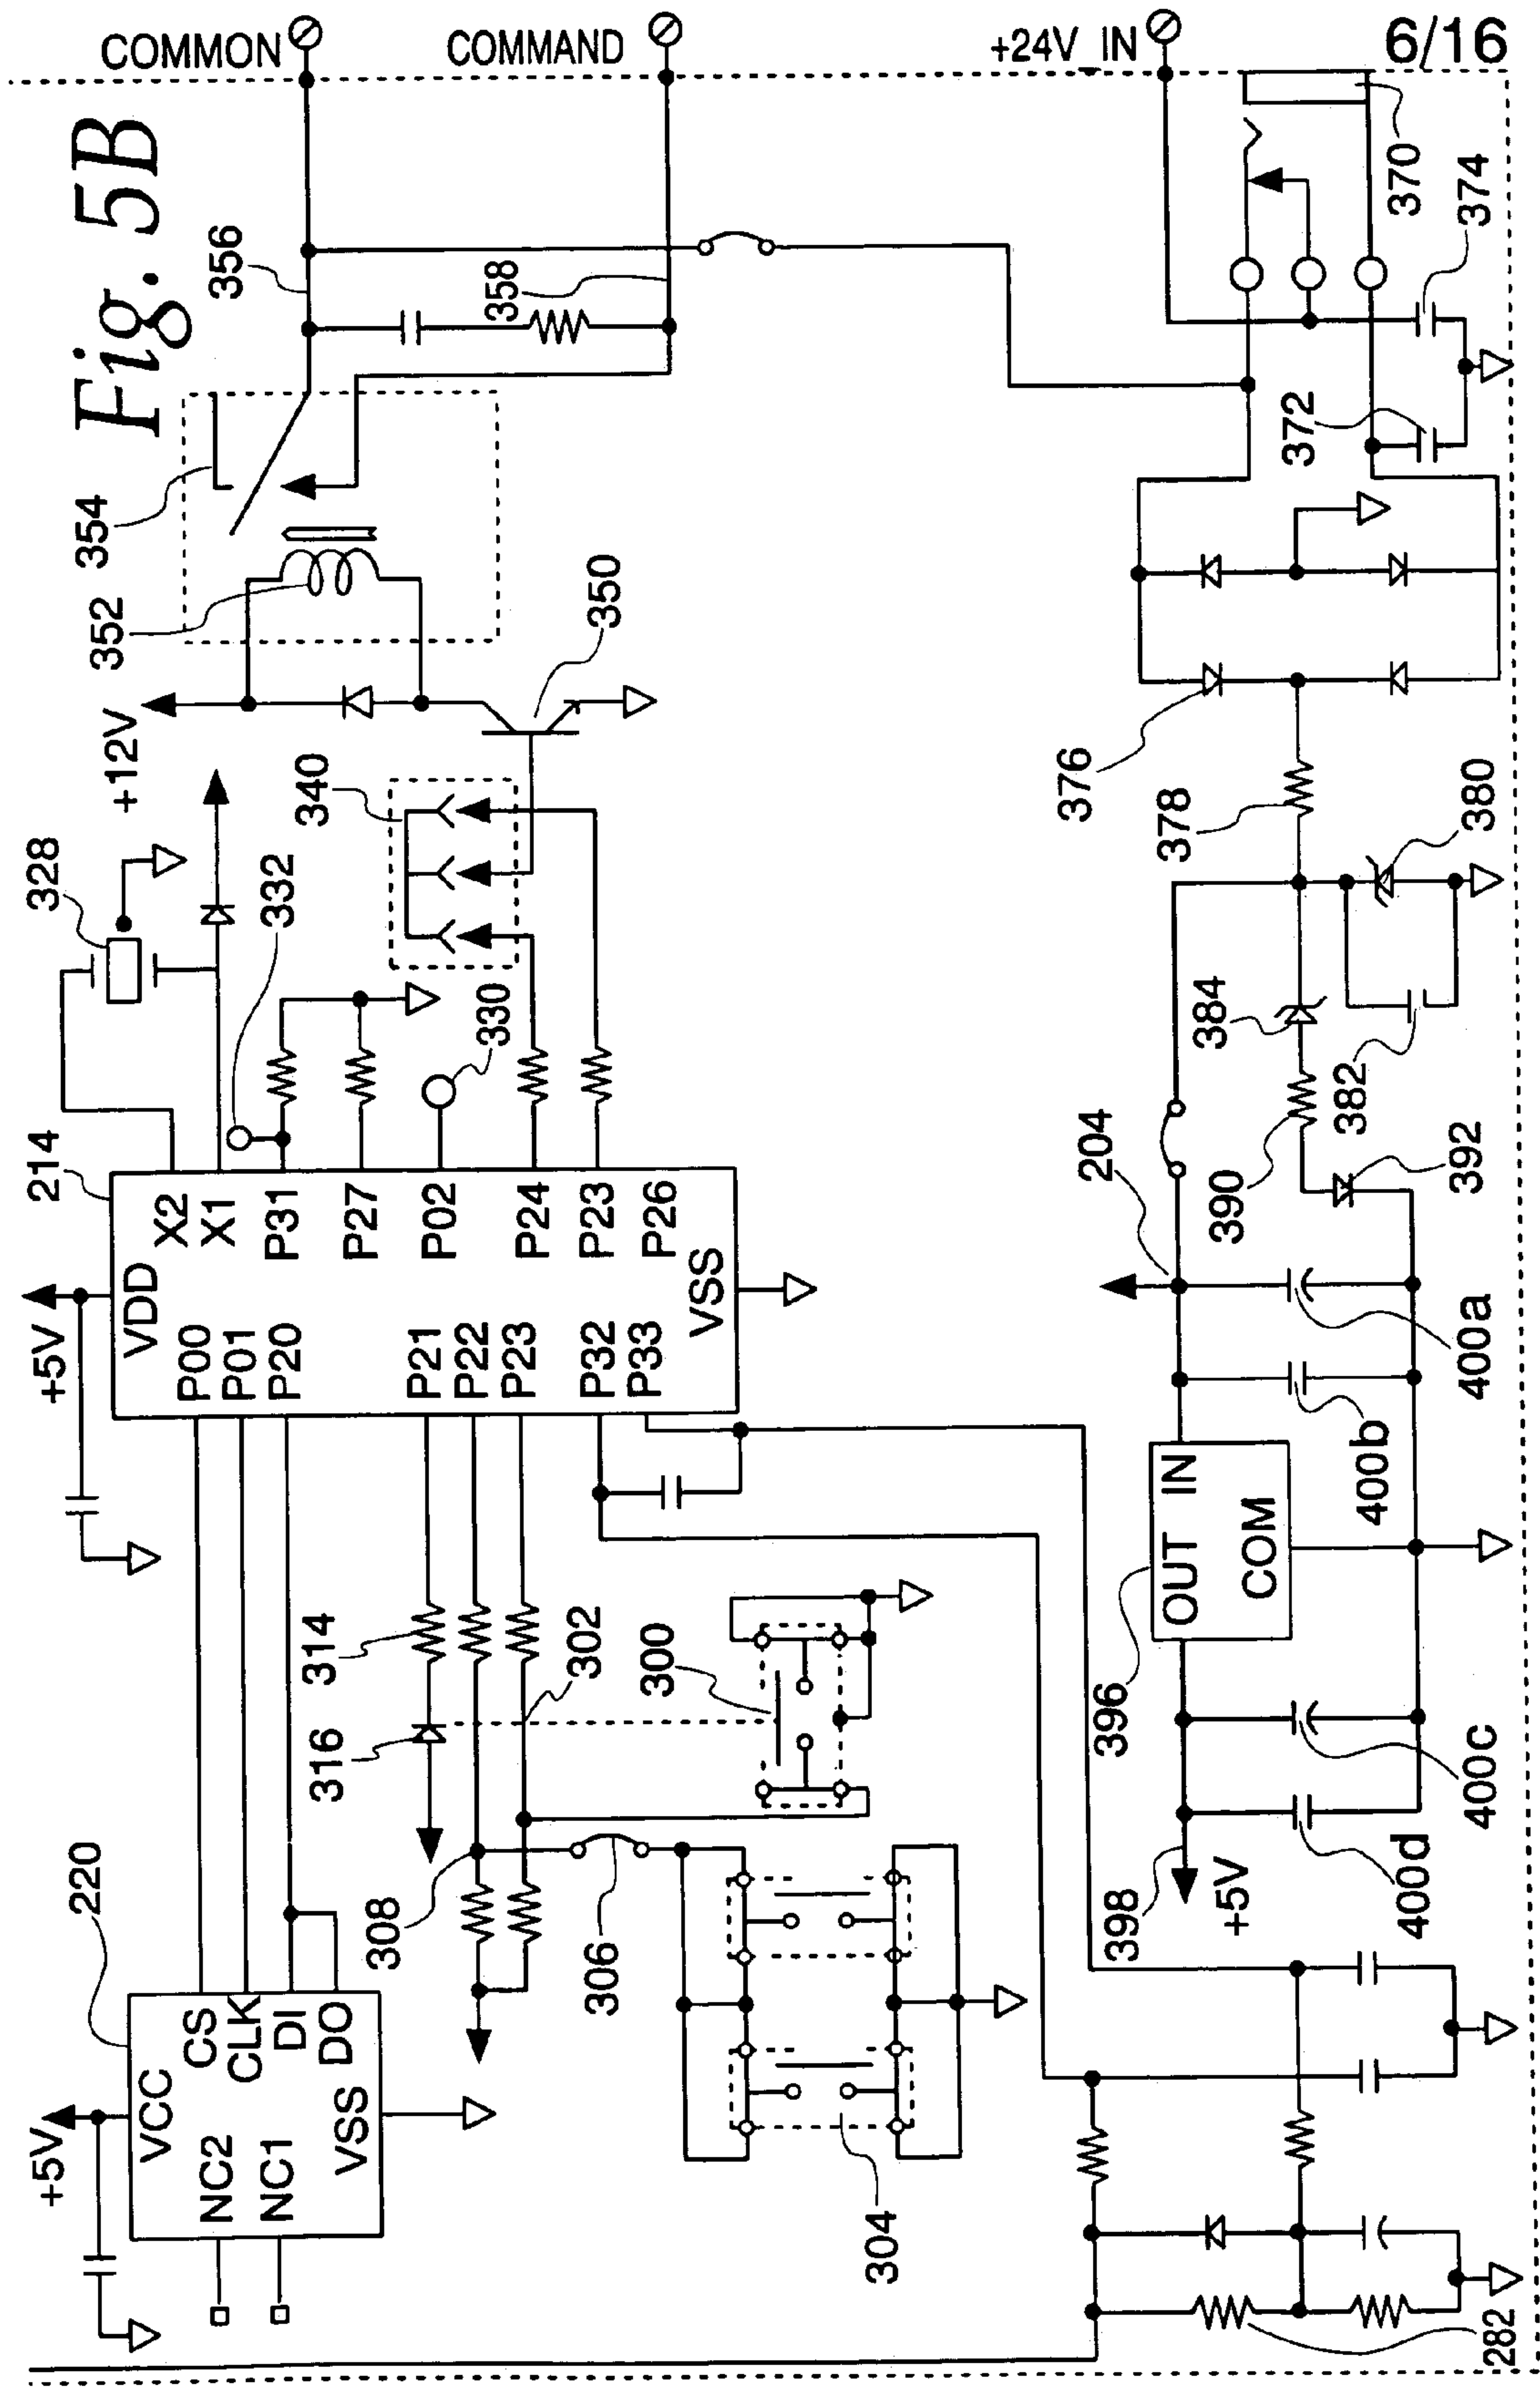 6/16
Fig. 5B
COMMON
COMMAND
+24V_IN
356
358
370
374
372
354
352
350
+12V
340
328
332
330
376
378
380
384
382
390
392
204
214
+5V
VDD
X2
X1
P31
P27
P02
P24
P23
P26
VSS
P00
P01
P20
P21
P22
P23
P32
P33
400a
400b
IN
OUT
COM
396
400c
400d
398
+5V
314
316
302
300
308
306
304
220
+5V
VCC
CS
CLK
DI
DO
NC2
NC1
VSS
282